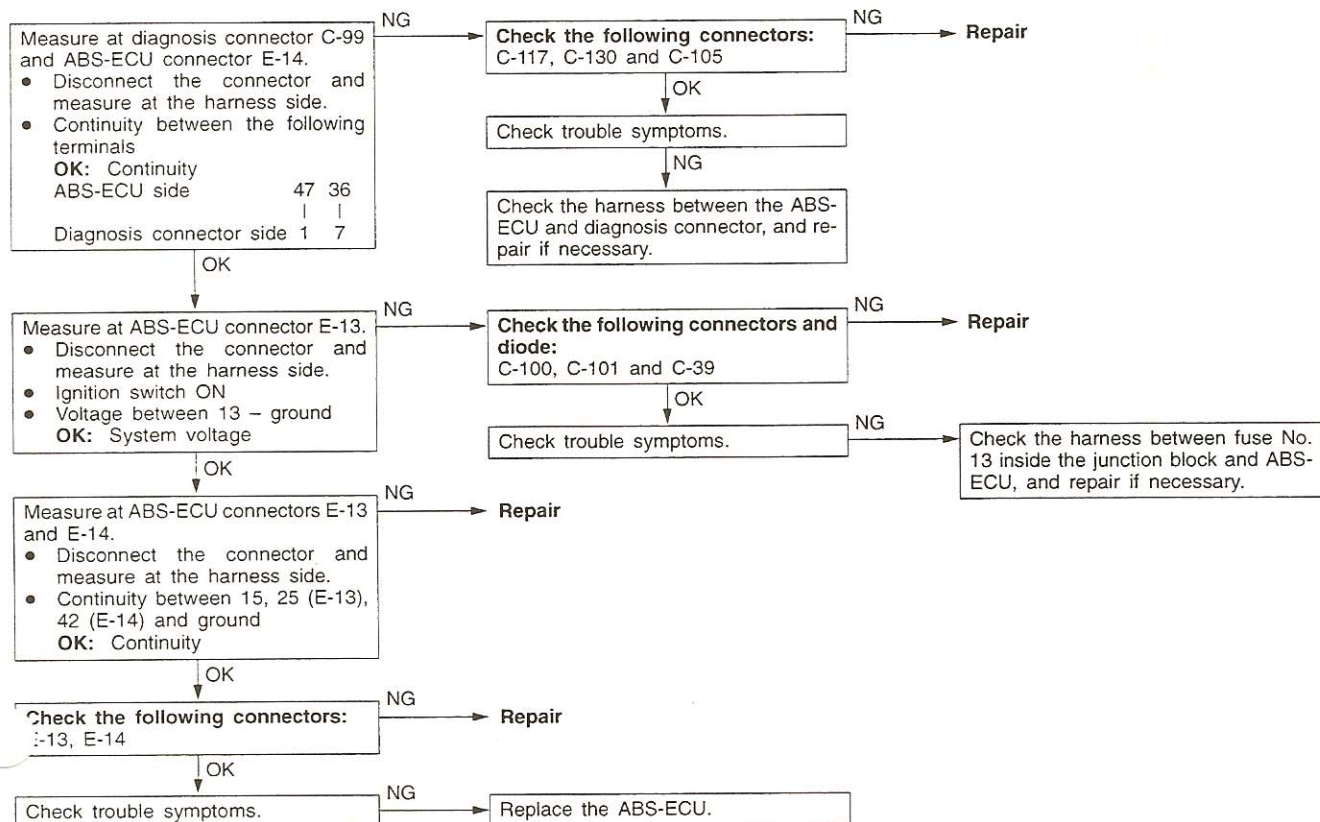 Measure at diagnosis connector C-99
and ABS-ECU connector E-14.
● Disconnect the connector and
measure at the harness side.
● Continuity between the following
terminals
OK: Continuity
ABS-ECU side 47 36
| |
Diagnosis connector side 1 7
NG
Check the following connectors:
C-117, C-130 and C-105
NG
Repair
OK
Check trouble symptoms.
NG
Check the harness between the ABS-
ECU and diagnosis connector, and re-
pair if necessary.
OK
Measure at ABS-ECU connector E-13.
● Disconnect the connector and
measure at the harness side.
● Ignition switch ON
● Voltage between 13 – ground
OK: System voltage
NG
Check the following connectors and
diode:
C-100, C-101 and C-39
NG
Repair
OK
Check trouble symptoms.
NG
Check the harness between fuse No.
13 inside the junction block and ABS-
ECU, and repair if necessary.
OK
Measure at ABS-ECU connectors E-13
and E-14.
● Disconnect the connector and
measure at the harness side.
● Continuity between 15, 25 (E-13),
42 (E-14) and ground
OK: Continuity
NG
Repair
OK
Check the following connectors:
E-13, E-14
NG
Repair
OK
Check trouble symptoms.
NG
Replace the ABS-ECU.